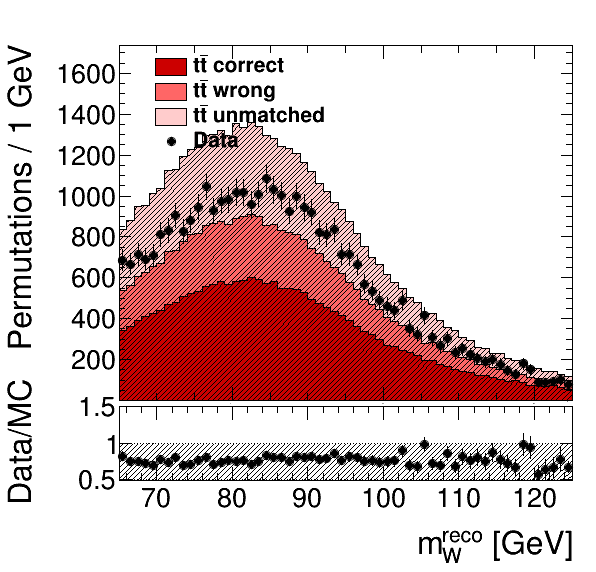 Permutations / 1 GeV
1600
1400
1200
1000
800
600
400
200
tt̄ correct
tt̄ wrong
tt̄ unmatched
Data
Data/MC
1.5
1
0.5
70 80 90 100 110 120
m_W^reco [GeV]